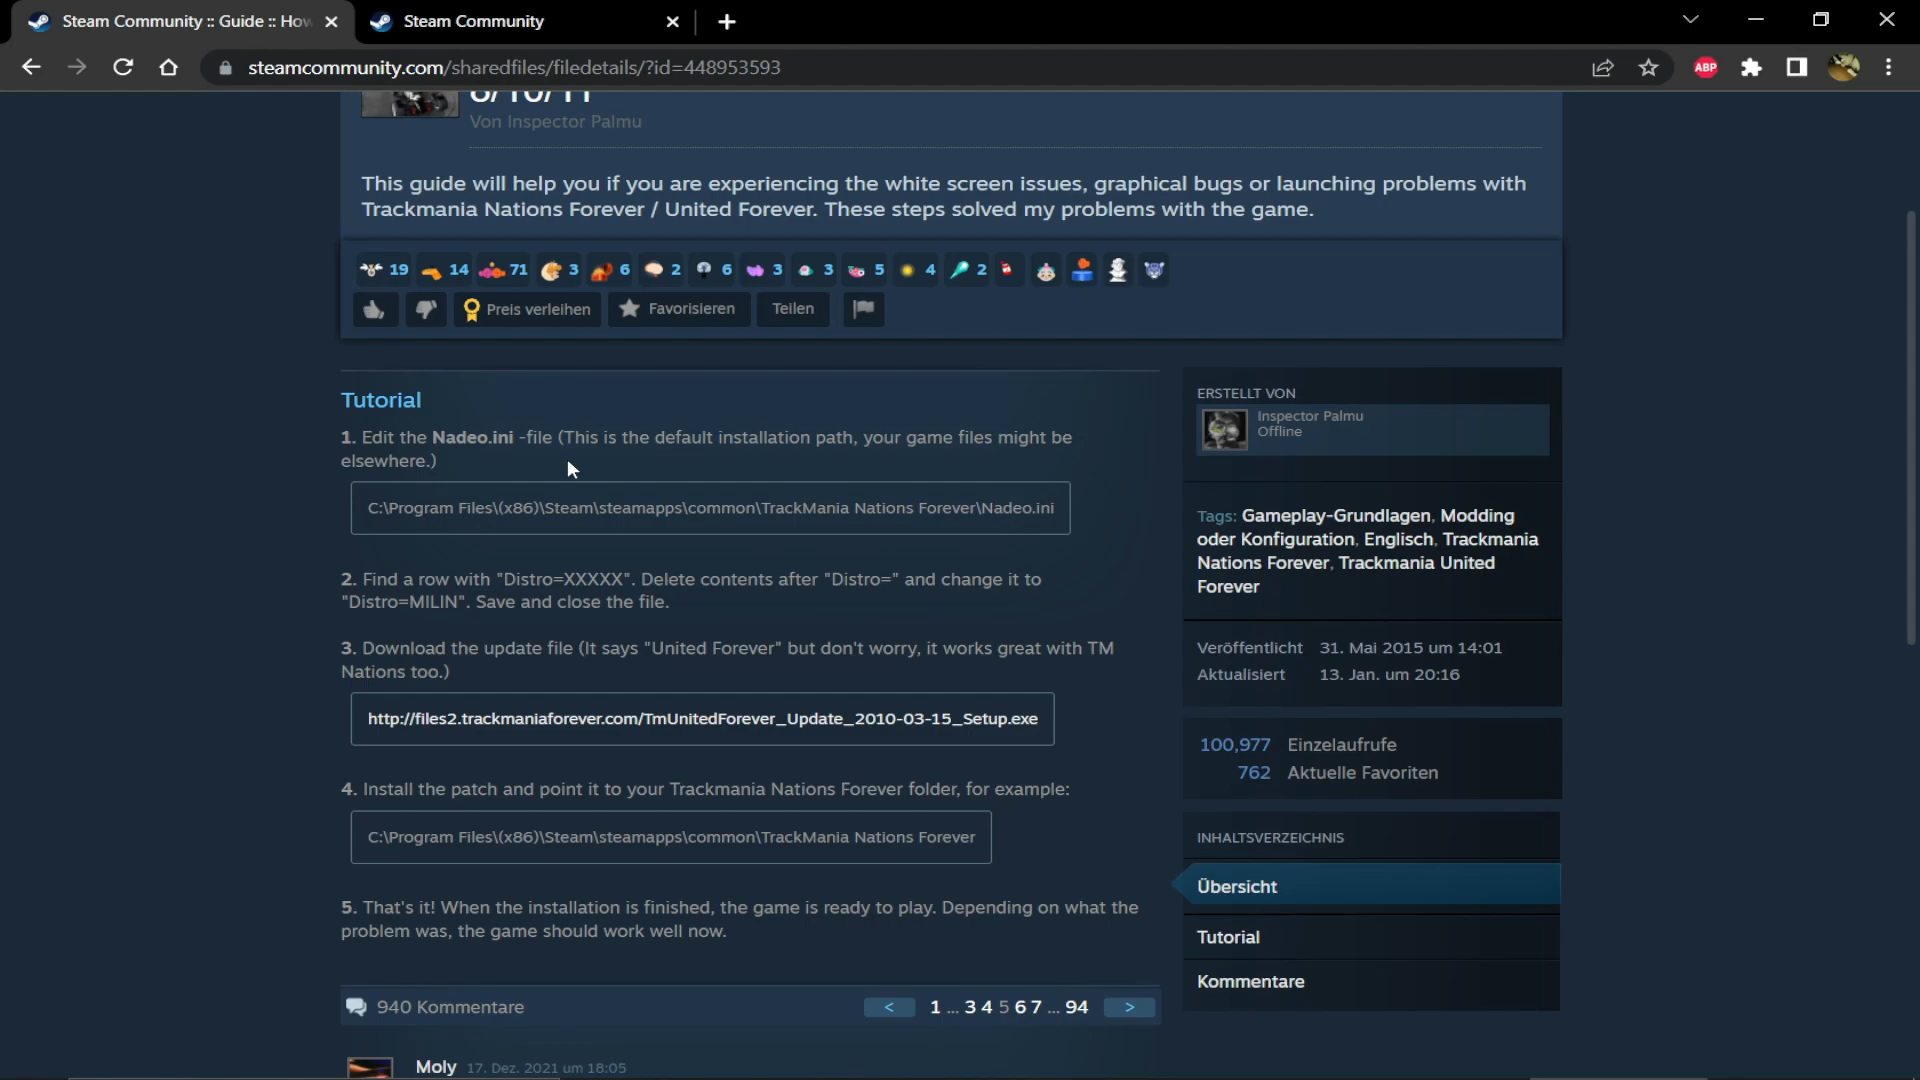 Steam Community :: Guide :: How
Steam Community
steamcommunity.com/sharedfiles/filedetails/?id=448953593
ABP
8/10/11
Von Inspector Palmu
This guide will help you if you are experiencing the white screen issues, graphical bugs or launching problems with
Trackmania Nations Forever / United Forever. These steps solved my problems with the game.
19 14 71 3 6 2 6 3 3 5 4 2
Preis verleihen Favorisieren Teilen
Tutorial
1. Edit the Nadeo.ini -file (This is the default installation path, your game files might be
elsewhere.)
C:\Program Files\(x86)\Steam\steamapps\common\TrackMania Nations Forever\Nadeo.ini
2. Find a row with "Distro=XXXXX". Delete contents after "Distro=" and change it to
"Distro=MILIN". Save and close the file.
3. Download the update file (It says "United Forever" but don't worry, it works great with TM
Nations too.)
http://files2.trackmaniaforever.com/TmUnitedForever_Update_2010-03-15_Setup.exe
4. Install the patch and point it to your Trackmania Nations Forever folder, for example:
C:\Program Files\(x86)\Steam\steamapps\common\TrackMania Nations Forever
5. That's it! When the installation is finished, the game is ready to play. Depending on what the
problem was, the game should work well now.
940 Kommentare
< 1 ... 3 4 5 6 7 ... 94 >
Moly 17. Dez. 2021 um 18:05
ERSTELLT VON
Inspector Palmu
Offline
Tags: Gameplay-Grundlagen, Modding
oder Konfiguration, Englisch, Trackmania
Nations Forever, Trackmania United
Forever
Veröffentlicht 31. Mai 2015 um 14:01
Aktualisiert 13. Jan. um 20:16
100,977 Einzelaufrufe
762 Aktuelle Favoriten
INHALTSVERZEICHNIS
Übersicht
Tutorial
Kommentare